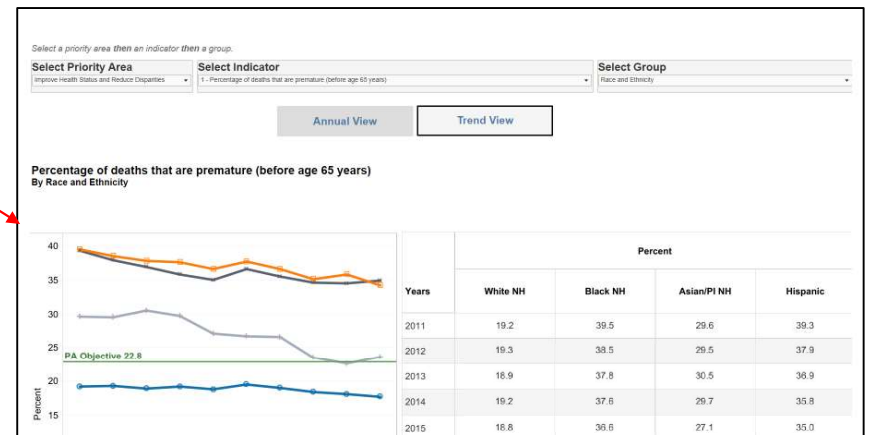 Select a priority area then an indicator then a group.
Select Priority Area Select Indicator Select Group
Improve Health Status and Reduce Disparities 1 - Percentage of deaths that are premature (before age 65 years) Race and Ethnicity
Annual View Trend View
Percentage of deaths that are premature (before age 65 years)
By Race and Ethnicity
40
35
30
25
20
15
Percent
PA Objective 22.8
Percent
Years White NH Black NH Asian/PI NH Hispanic
2011 19.2 39.5 29.6 39.3
2012 19.3 38.5 29.5 37.9
2013 18.9 37.8 30.5 36.9
2014 19.2 37.6 29.7 35.8
2015 18.8 36.6 27.1 35.0